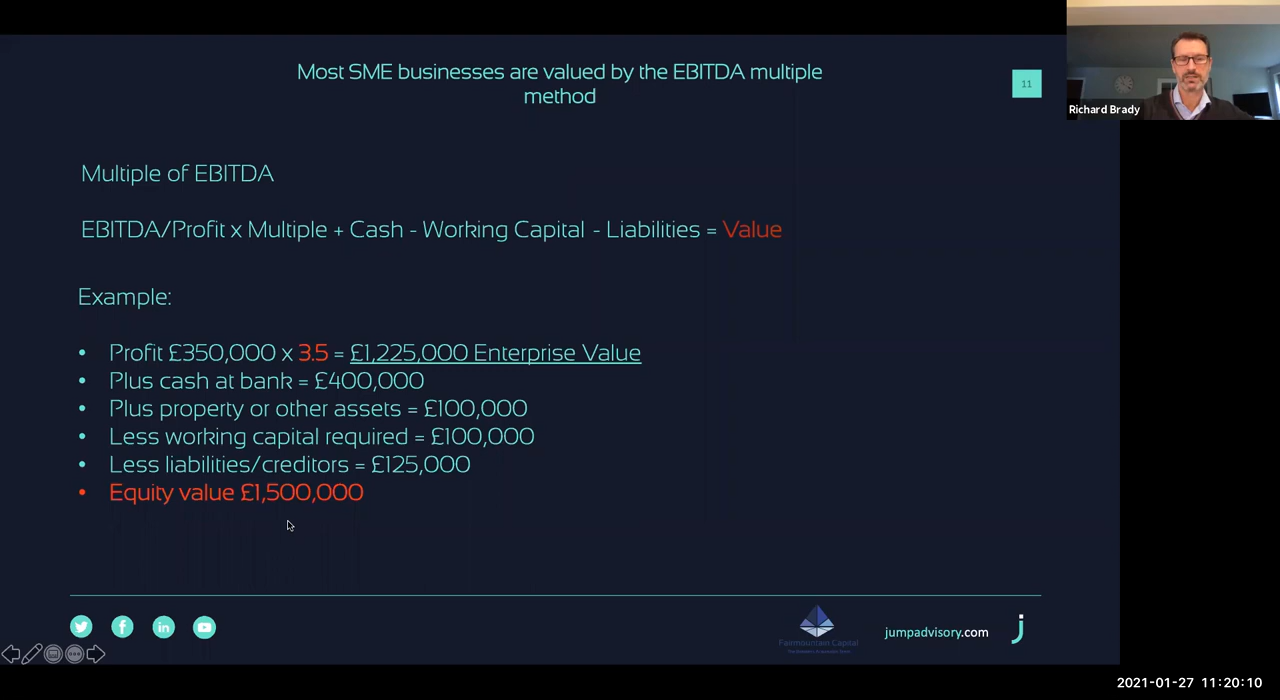 Most SME businesses are valued by the EBITDA multiple
method
11
Richard Brady
Multiple of EBITDA
EBITDA/Profit x Multiple + Cash - Working Capital - Liabilities = Value
Example:
• Profit £350,000 x 3.5 = £1,225,000 Enterprise Value
• Plus cash at bank = £400,000
• Plus property or other assets = £100,000
• Less working capital required = £100,000
• Less liabilities/creditors = £125,000
• Equity value £1,500,000
Fairmountain Capital
jumpadvisory.com
2021-01-27 11:20:10